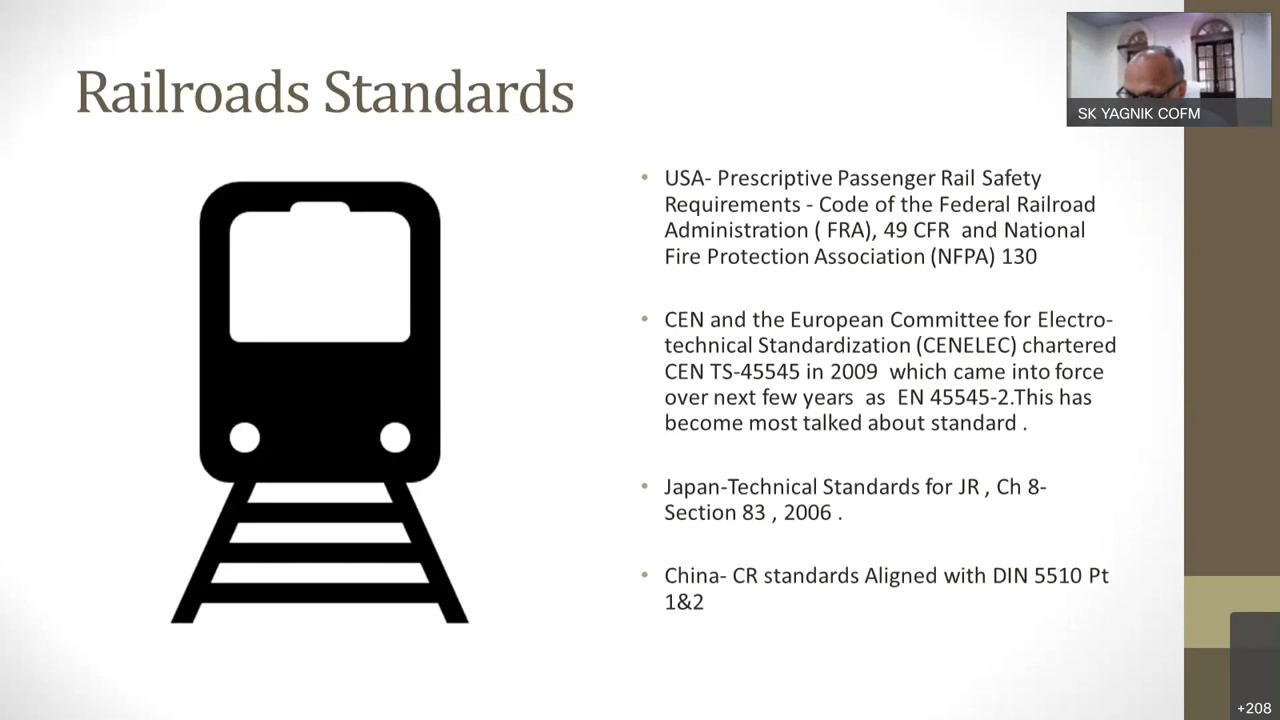 Railroads Standards
SK YAGNIK COFM
• USA- Prescriptive Passenger Rail Safety
Requirements - Code of the Federal Railroad
Administration ( FRA), 49 CFR  and National
Fire Protection Association (NFPA) 130
• CEN and the European Committee for Electro-
technical Standardization (CENELEC) chartered
CEN TS-45545 in 2009  which came into force
over next few years  as  EN 45545-2.This has
become most talked about standard .
• Japan-Technical Standards for JR , Ch 8-
Section 83 , 2006 .
• China- CR standards Aligned with DIN 5510 Pt
1&2
+208